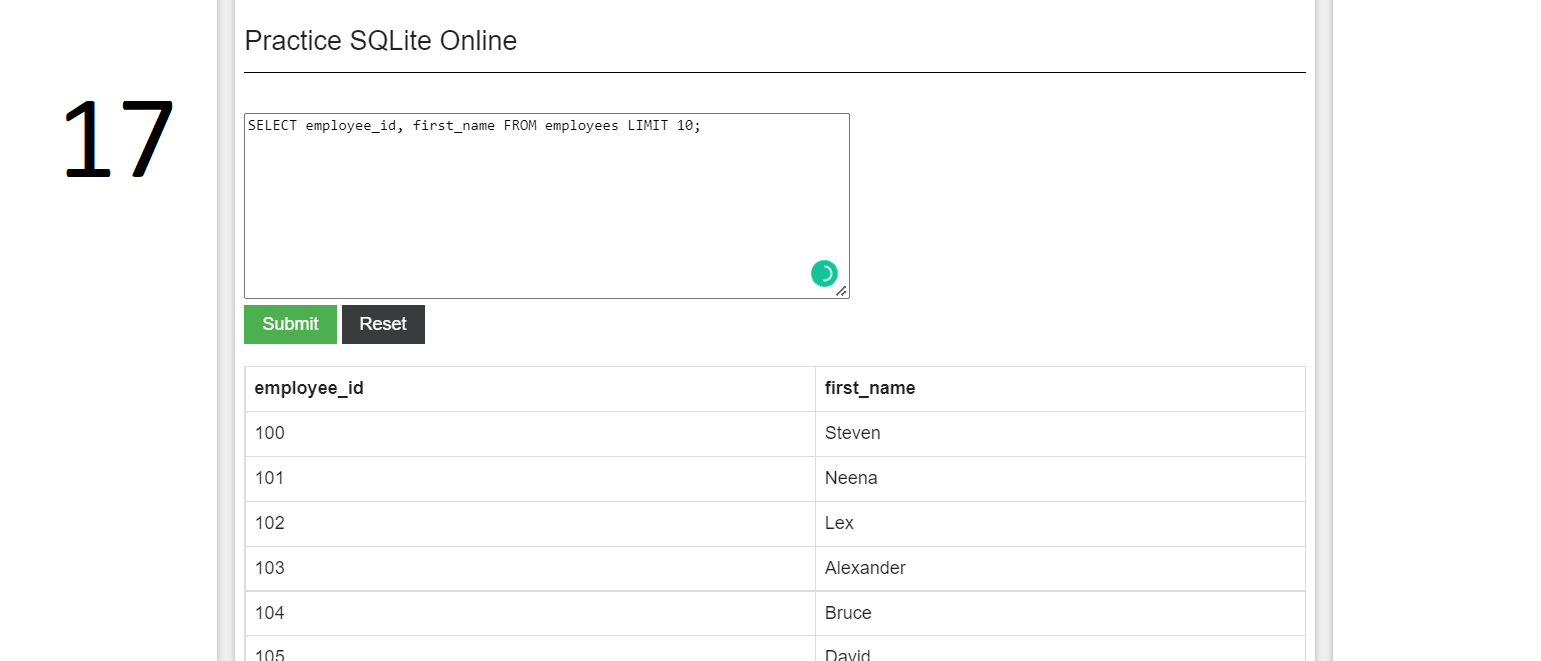 Practice SQLite Online
17
SELECT employee_id, first_name FROM employees LIMIT 10;
Submit Reset
employee_id first_name
100 Steven
101 Neena
102 Lex
103 Alexander
104 Bruce
105 David